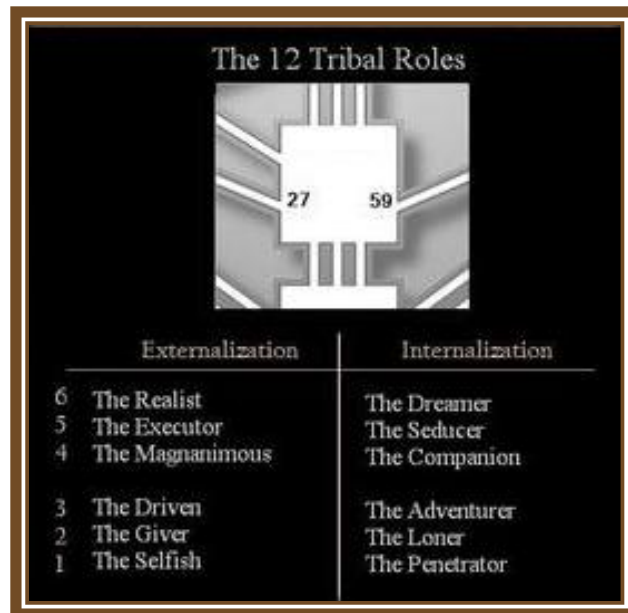 The 12 Tribal Roles
27 59
Externalization Internalization
6 The Realist The Dreamer
5 The Executor The Seducer
4 The Magnanimous The Companion
3 The Driven The Adventurer
2 The Giver The Loner
1 The Selfish The Penetrator